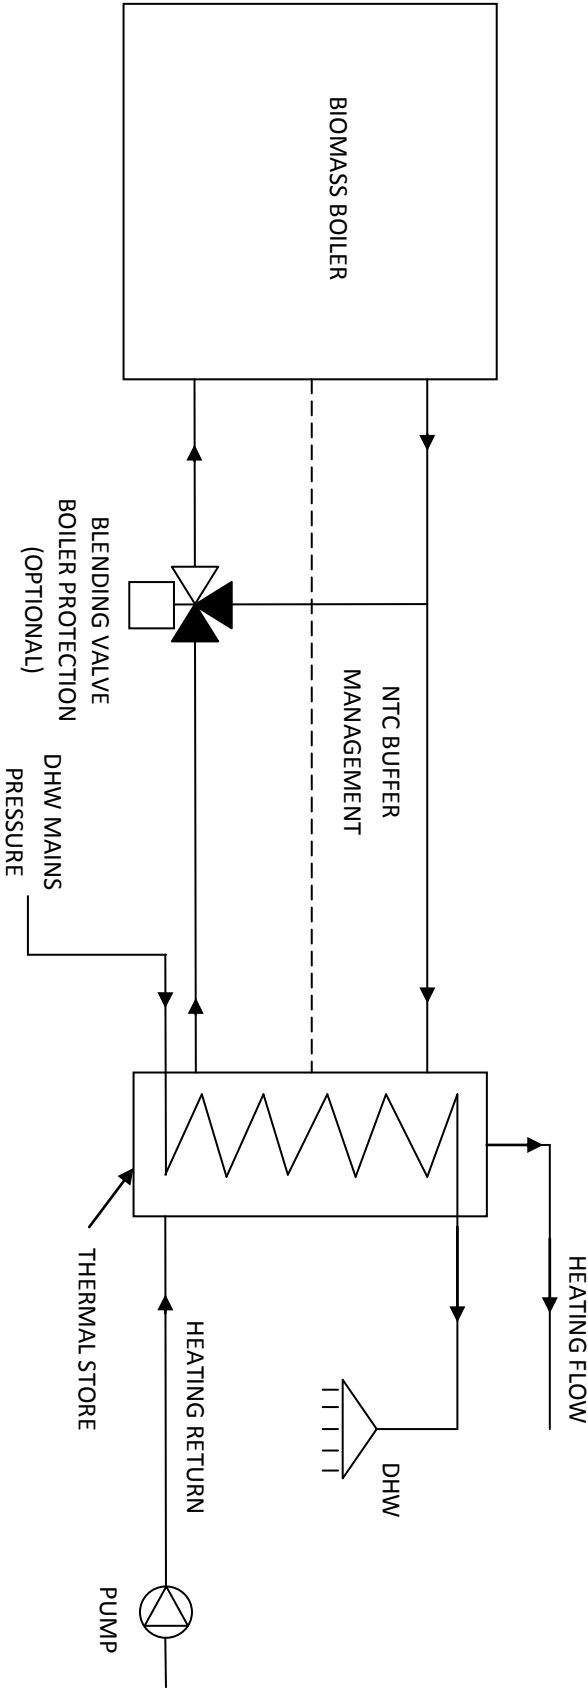 HEATING FLOW
BIOMASS BOILER
NTC BUFFER
MANAGEMENT
DHW
HEATING RETURN
BLENDING VALVE
BOILER PROTECTION
(OPTIONAL)
DHW MAINS
PRESSURE
THERMAL STORE
PUMP